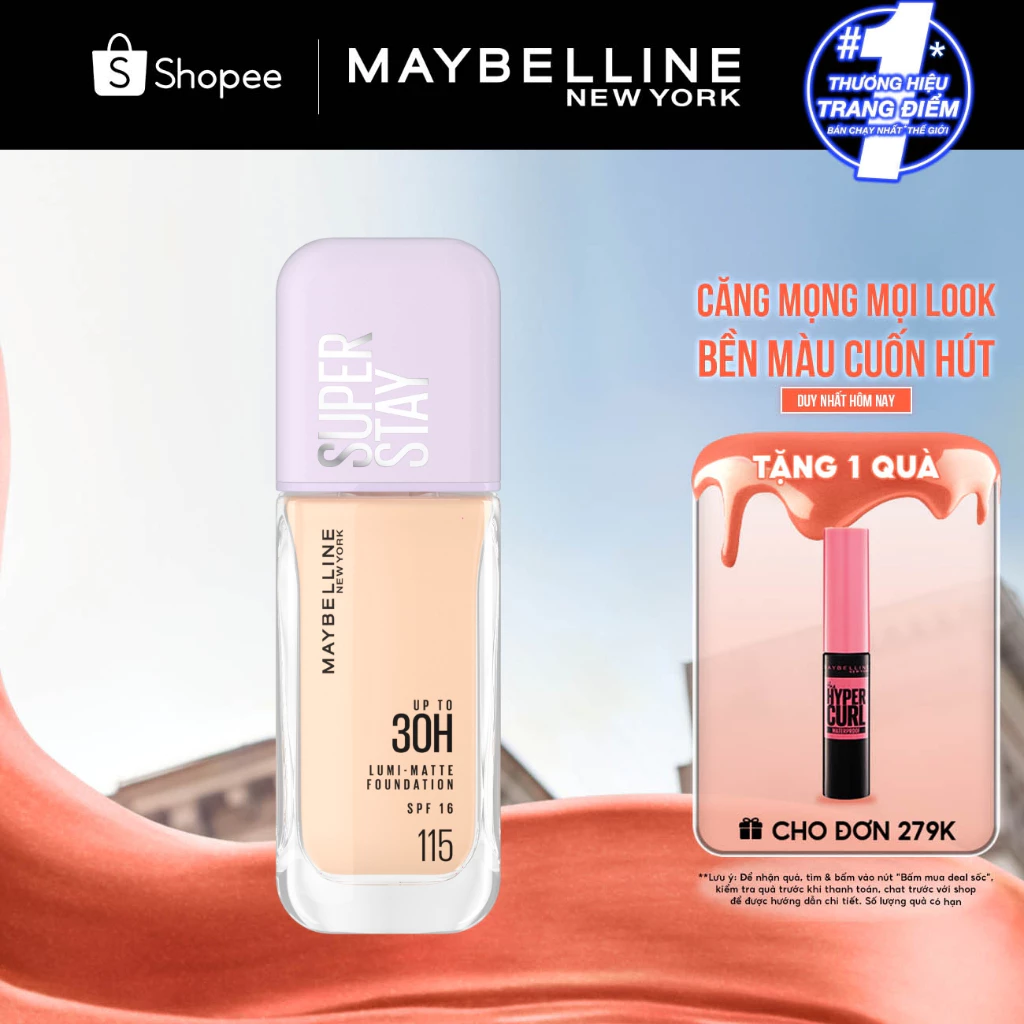 S Shopee
MAYBELLINE
NEW YORK
#1*
THƯƠNG HIỆU
TRANG ĐIỂM
BÁN CHẠY NHẤT THẾ GIỚI
CĂNG MỌNG MỌI LOOK
BỀN MÀU CUỐN HÚT
DUY NHẤT HÔM NAY
TẶNG 1 QUÀ
SUPER
STAY
MAYBELLINE
NEW YORK
UP TO
30H
LUMI-MATTE
FOUNDATION
SPF 16
115
MAYBELLINE
NEW YORK
HYPER
CURL
WATERPROOF
CHO ĐƠN 279K
**Lưu ý: Để nhận quà, tìm & bấm vào nút "Bấm mua deal sốc",
kiểm tra quà trước khi thanh toán, chat trước với shop
để được hướng dẫn chi tiết. Số lượng quà có hạn